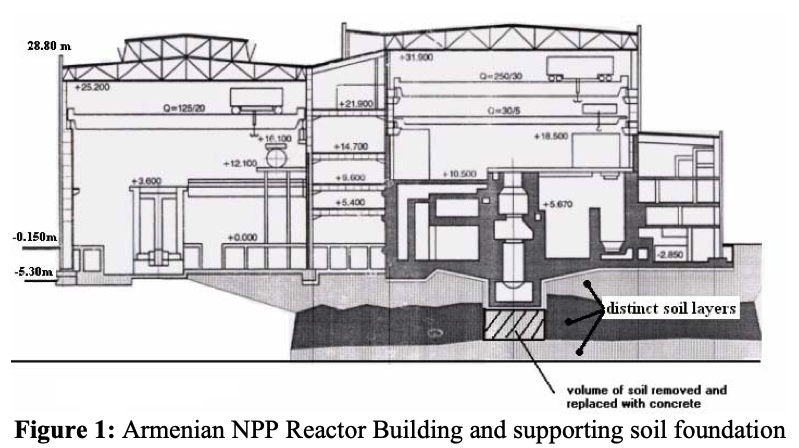 28.80 m
+31.900
+25.200
Q=250/30
Q=125/20
+21.900
Q=30/5
+16.100
+18.500
+14.700
+12.100
+10.500
+9.600
+3.600
+5.400
+5.670
-0.150m
+0.000
-2.850
-5.30m
distinct soil layers
volume of soil removed and
replaced with concrete
Figure 1: Armenian NPP Reactor Building and supporting soil foundation